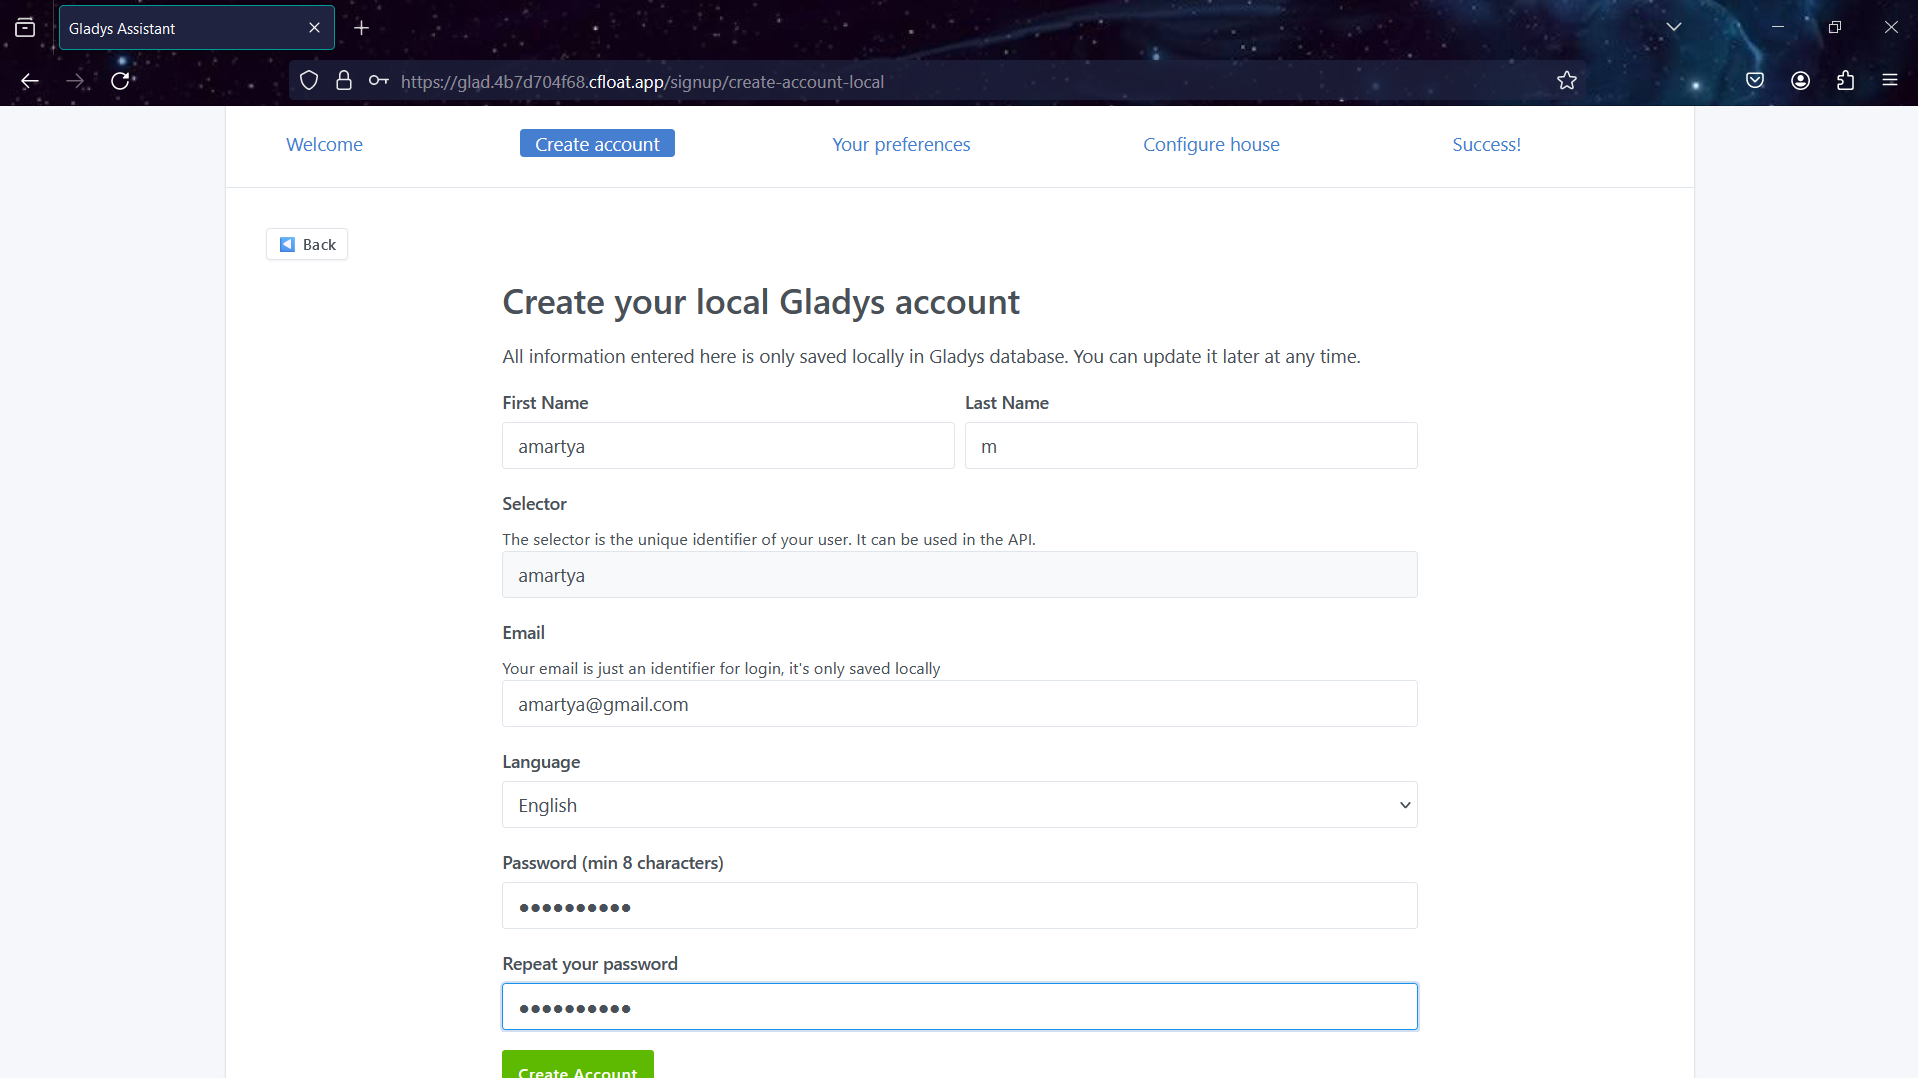 Gladys Assistant
https://glad.4b7d704f68.cfloat.app/signup/create-account-local
Welcome Create account Your preferences Configure house Success!
Back
Create your local Gladys account
All information entered here is only saved locally in Gladys database. You can update it later at any time.
First Name Last Name
amartya m
Selector
The selector is the unique identifier of your user. It can be used in the API.
amartya
Email
Your email is just an identifier for login, it's only saved locally
amartya@gmail.com
Language
English
Password (min 8 characters)
●●●●●●●●●●
Repeat your password
●●●●●●●●●●
Create Account